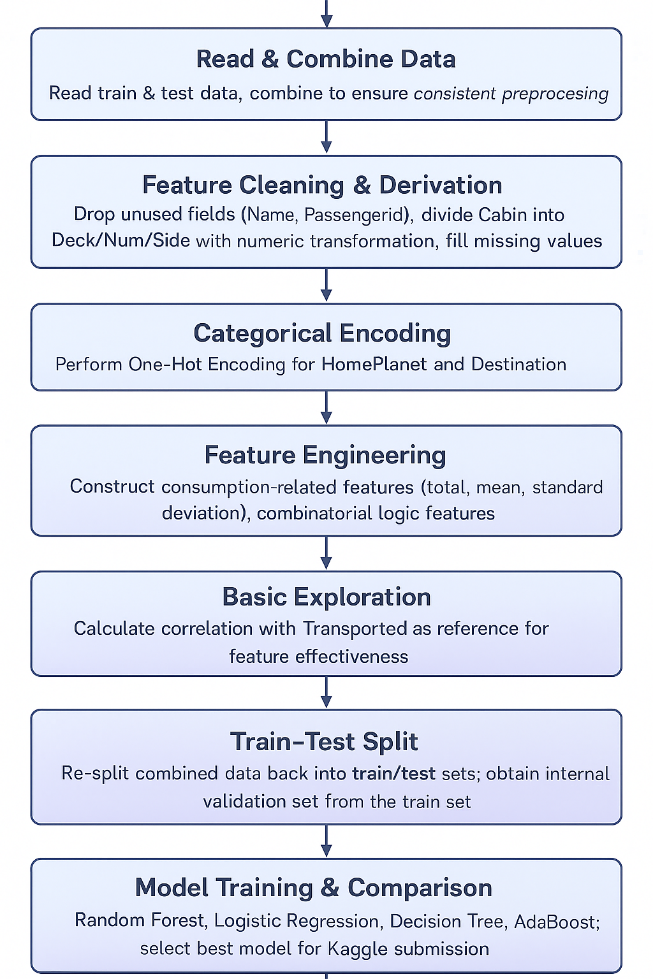 Read & Combine Data
Read train & test data, combine to ensure consistent preprocesing
Feature Cleaning & Derivation
Drop unused fields (Name, Passengerid), divide Cabin into
Deck/Num/Side with numeric transformation, fill missing values
Categorical Encoding
Perform One-Hot Encoding for HomePlanet and Destination
Feature Engineering
Construct consumption-related features (total, mean, standard
deviation), combinatorial logic features
Basic Exploration
Calculate correlation with Transported as reference for
feature effectiveness
Train-Test Split
Re-split combined data back into train/test sets; obtain internal
validation set from the train set
Model Training & Comparison
Random Forest, Logistic Regression, Decision Tree, AdaBoost;
select best model for Kaggle submission